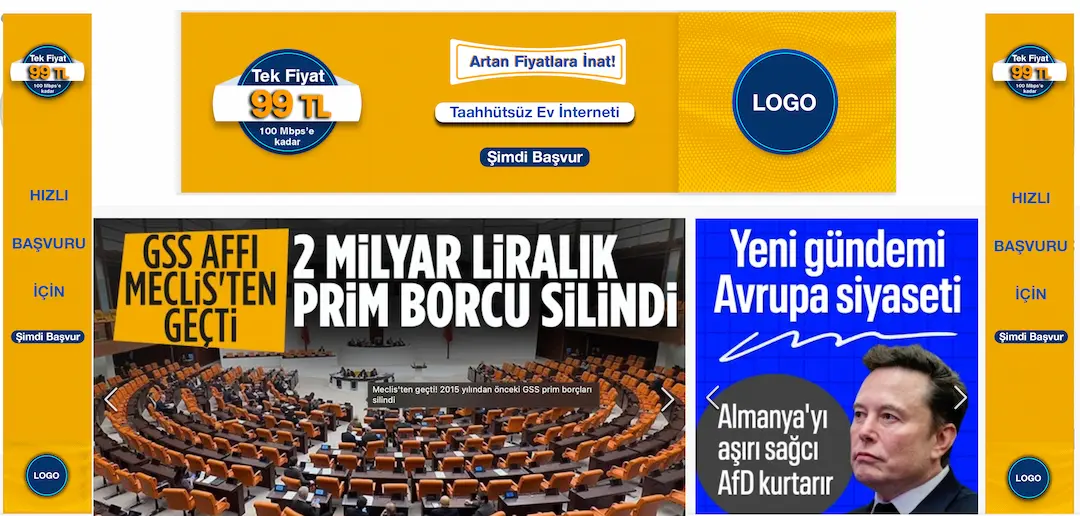 Tek Fiyat
99 TL
100 Mbps'e
kadar
HIZLI
BAŞVURU
İÇİN
Şimdi Başvur
LOGO
Tek Fiyat
99 TL
100 Mbps'e
kadar
Artan Fiyatlara İnat!
Taahhütsüz Ev İnterneti
Şimdi Başvur
LOGO
GSS AFFI
MECLİS'TEN
GEÇTİ
2 MİLYAR LİRALIK
PRİM BORCU SİLİNDİ
Meclis'ten geçti! 2015 yılından önceki GSS prim borçları
silindi
Yeni gündemi
Avrupa siyaseti
Almanya'yı
aşırı sağcı
AfD kurtarır
Tek Fiyat
99 TL
100 Mbps'e
kadar
HIZLI
BAŞVURU
İÇİN
Şimdi Başvur
LOGO